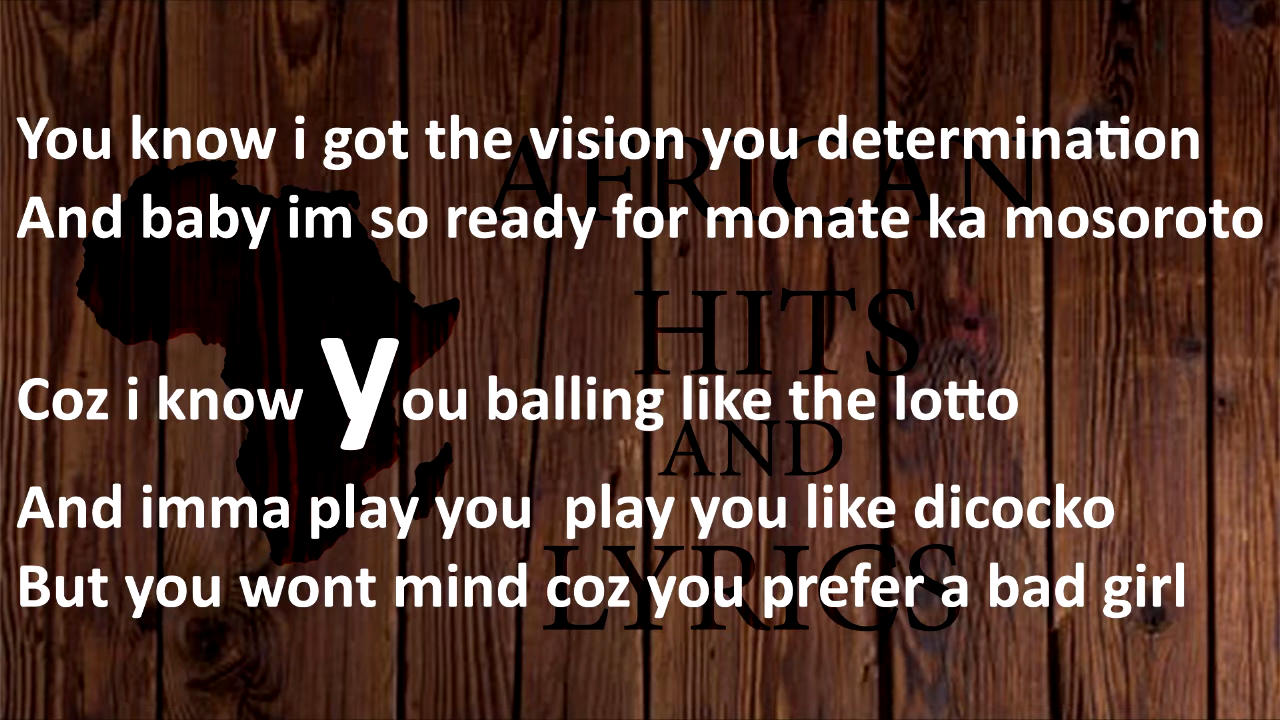 You know i got the vision you determination
AFRICAN
And baby im so ready for monate ka mosoroto
HITS
Coz i know you balling like the lotto
AND
And imma play you  play you like dicocko
LYRICS
But you wont mind coz you prefer a bad girl